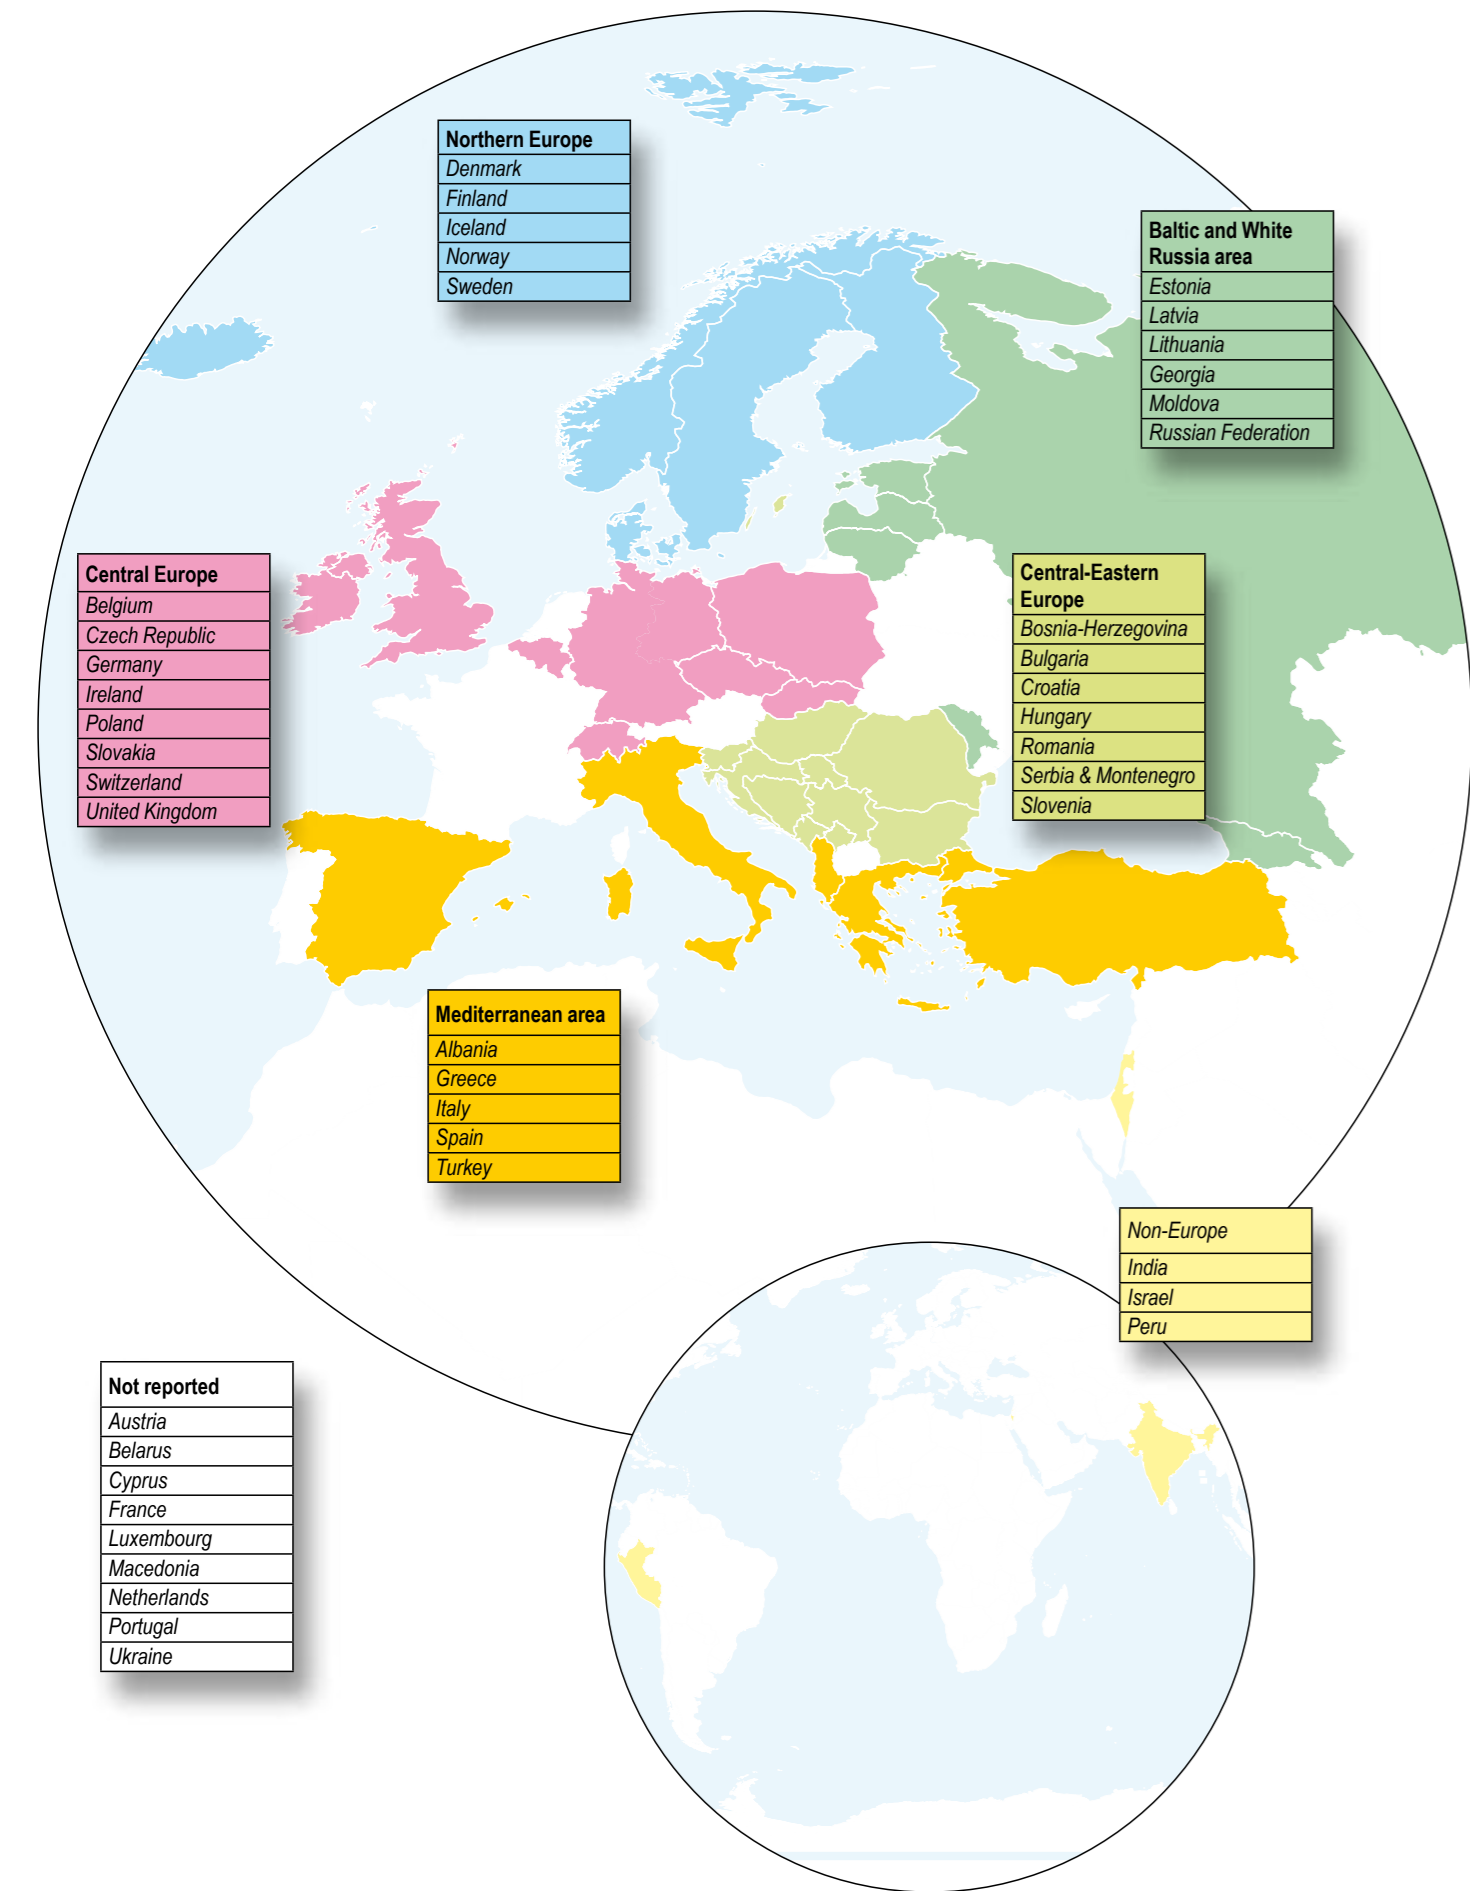 Northern Europe
Denmark
Finland
Iceland
Norway
Sweden
Baltic and White
Russia area
Estonia
Latvia
Lithuania
Georgia
Moldova
Russian Federation
Central Europe
Belgium
Czech Republic
Germany
Ireland
Poland
Slovakia
Switzerland
United Kingdom
Central-Eastern
Europe
Bosnia-Herzegovina
Bulgaria
Croatia
Hungary
Romania
Serbia & Montenegro
Slovenia
Mediterranean area
Albania
Greece
Italy
Spain
Turkey
Non-Europe
India
Israel
Peru
Not reported
Austria
Belarus
Cyprus
France
Luxembourg
Macedonia
Netherlands
Portugal
Ukraine